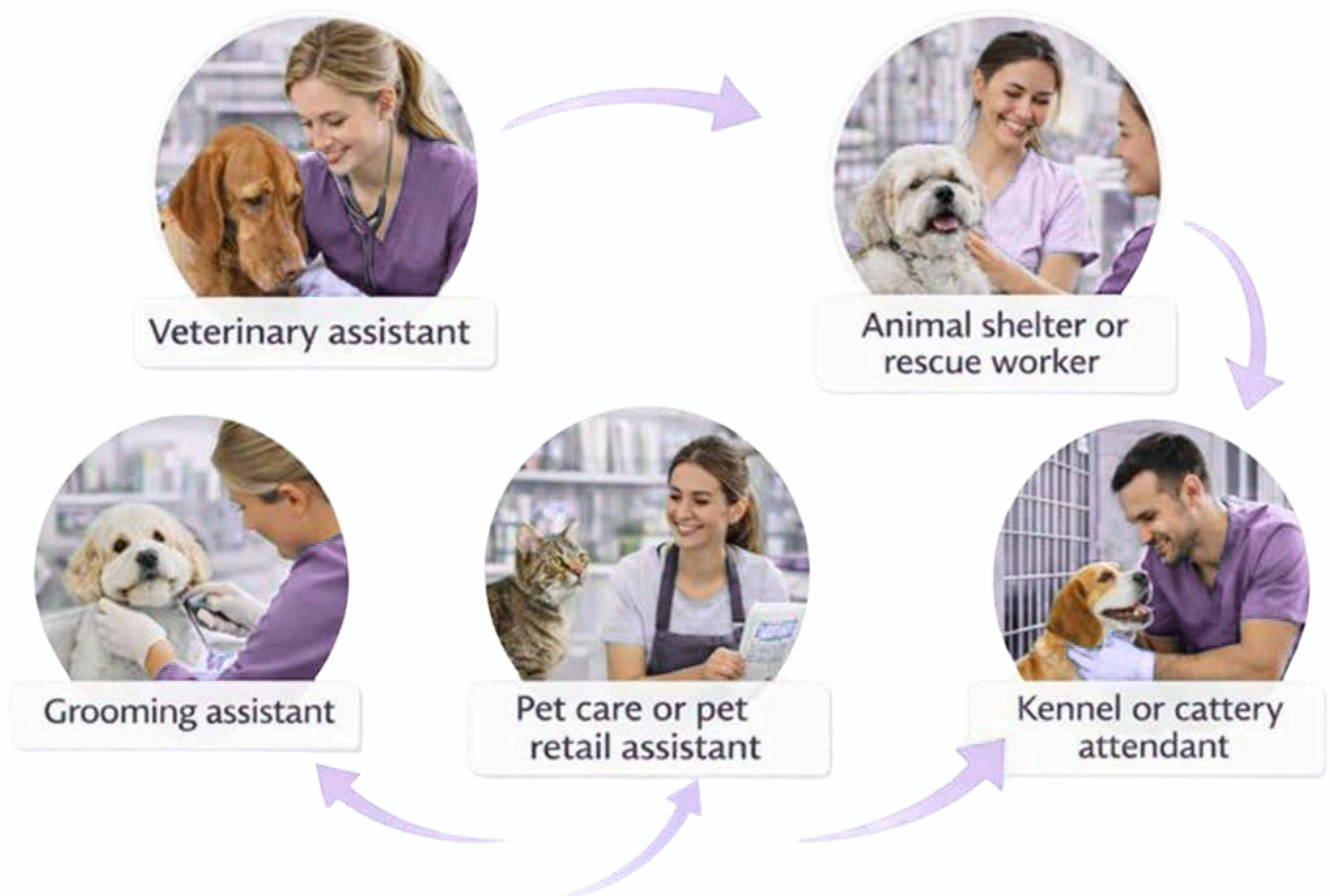 Veterinary assistant
Animal shelter or
rescue worker
Grooming assistant
Pet care or pet
retail assistant
Kennel or cattery
attendant